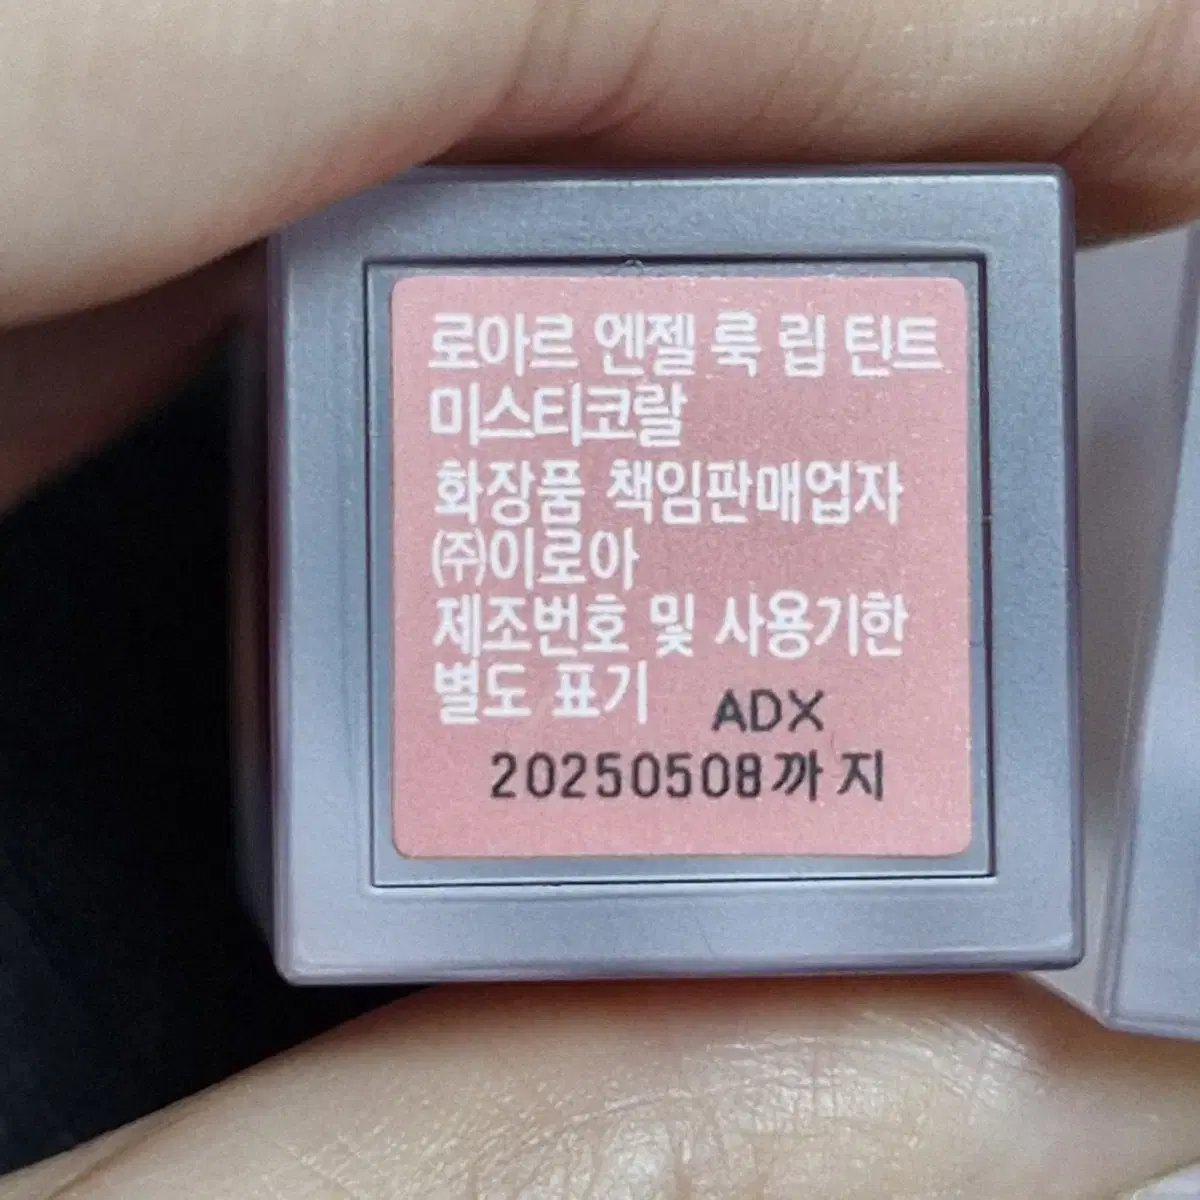 로아르 엔젤 룩 립 틴트
미스티코랄
화장품 책임판매업자
㈜이로아
제조번호 및 사용기한
별도 표기
ADX
20250508까지